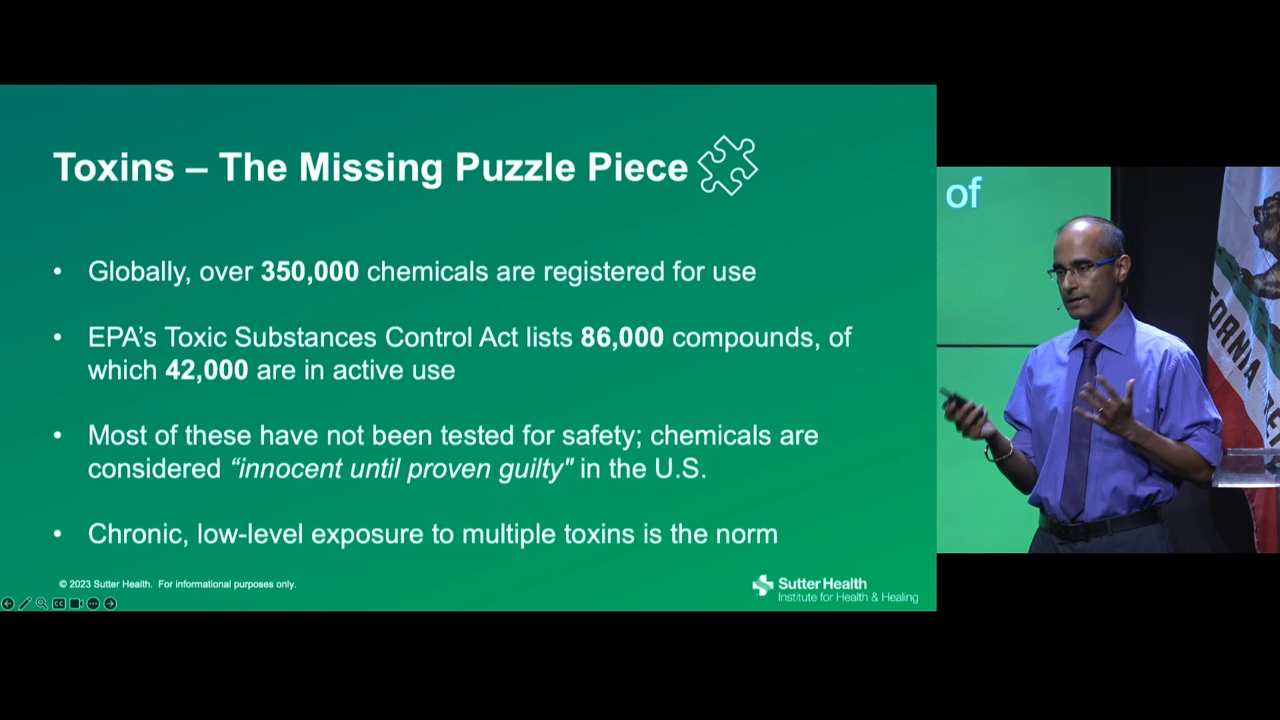 Toxins – The Missing Puzzle Piece
• Globally, over 350,000 chemicals are registered for use
• EPA’s Toxic Substances Control Act lists 86,000 compounds, of
which 42,000 are in active use
• Most of these have not been tested for safety; chemicals are
considered “innocent until proven guilty" in the U.S.
• Chronic, low-level exposure to multiple toxins is the norm
© 2023 Sutter Health. For informational purposes only.
Sutter Health
Institute for Health & Healing
CC
of